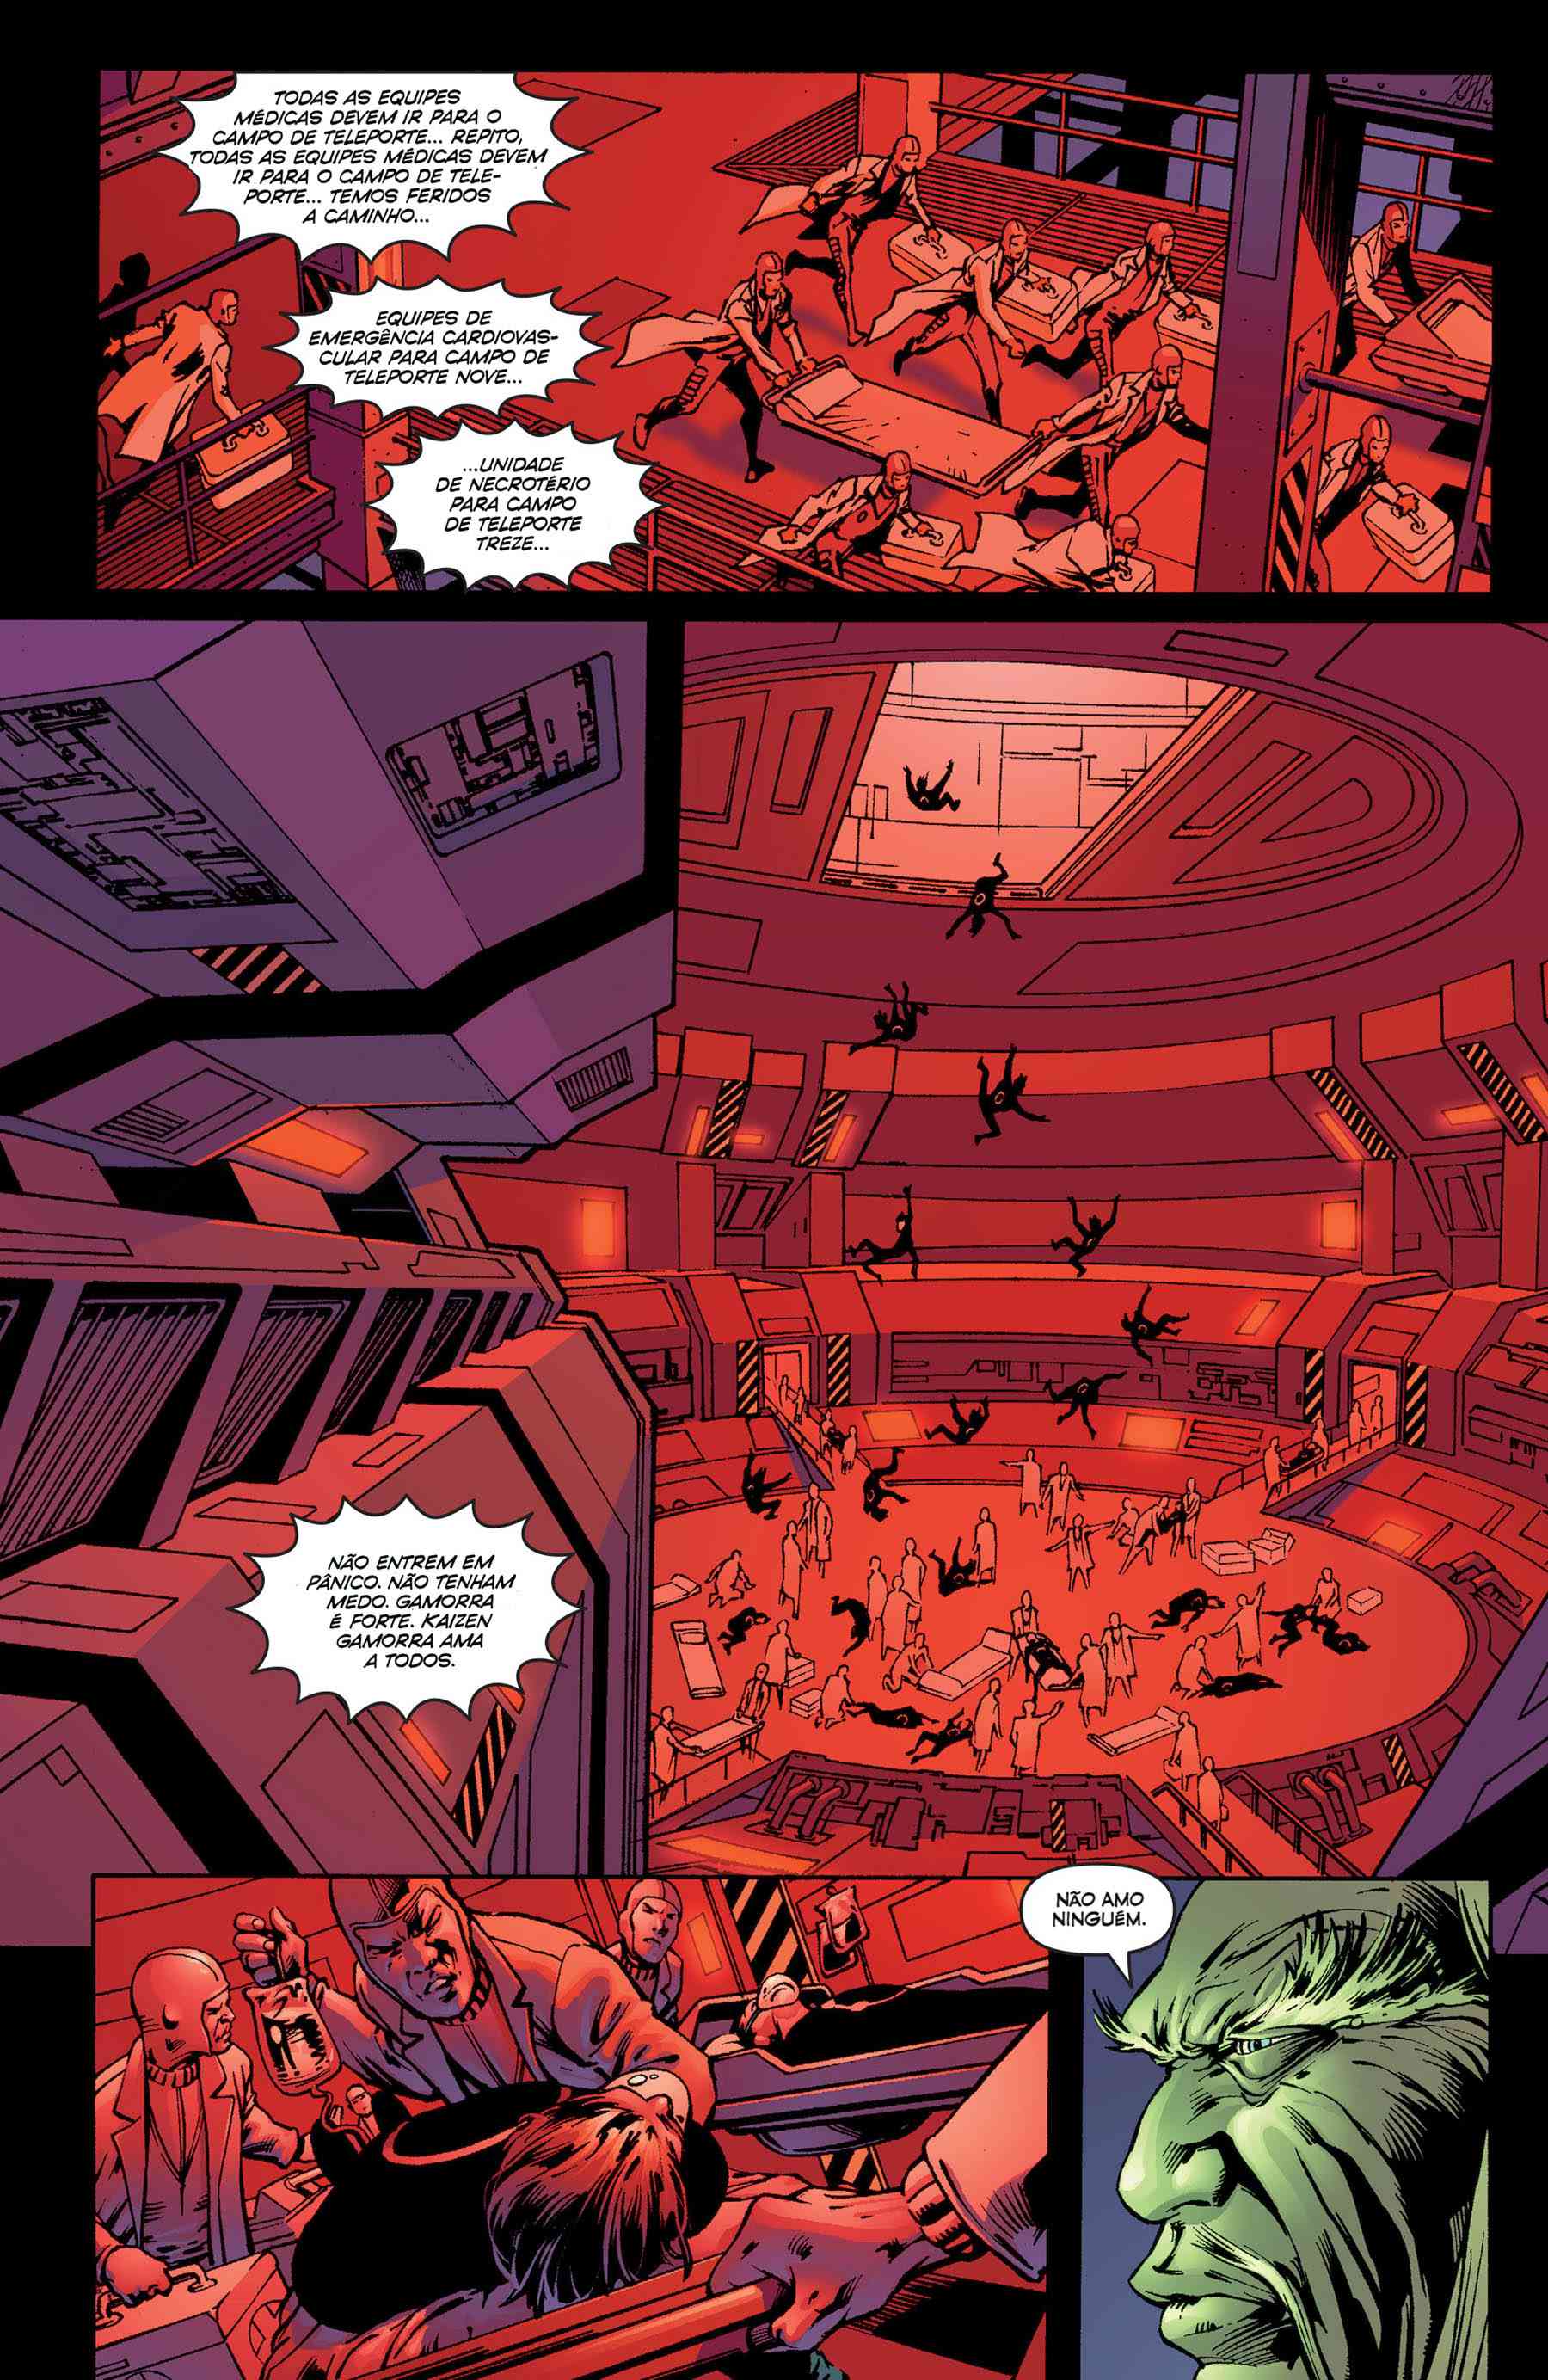 TODAS AS EQUIPES
MÉDICAS DEVEM IR PARA O
CAMPO DE TELEPORTE... REPITO,
TODAS AS EQUIPES MÉDICAS DEVEM
IR PARA O CAMPO DE TELE-
PORTE... TEMOS FERIDOS
A CAMINHO...
EQUIPES DE
EMERGÊNCIA CARDIOVAS-
CULAR PARA CAMPO DE
TELEPORTE NOVE...
...UNIDADE
DE NECROTÉRIO
PARA CAMPO
DE TELEPORTE
TREZE...
NÃO ENTREM EM
PÂNICO. NÃO TENHAM
MEDO. GAMORRA
É FORTE. KAIZEN
GAMORRA AMA
A TODOS.
NÃO AMO
NINGUÉM.